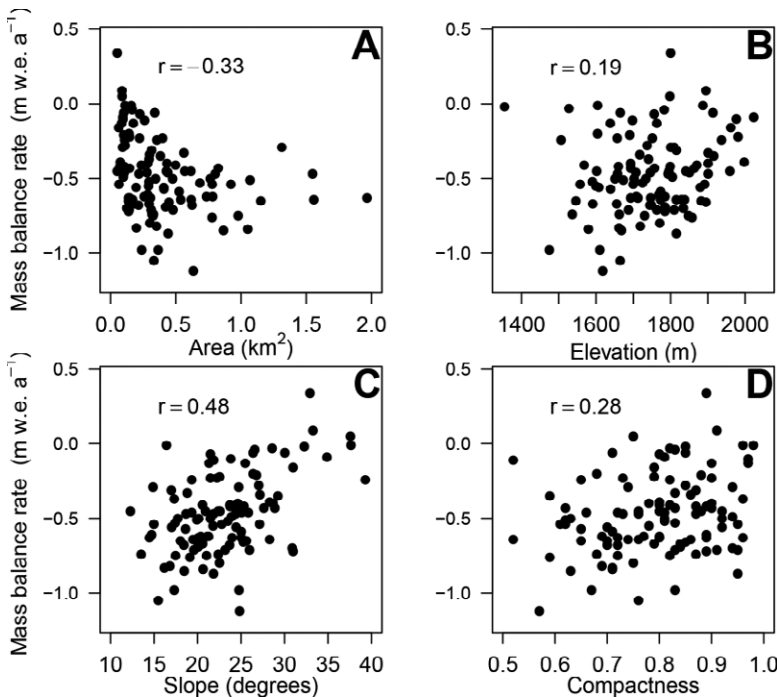 A
r = −0.33
Mass balance rate (m w.e. a⁻¹)
0.5
0.0
−0.5
−1.0
0.0 0.5 1.0 1.5 2.0
Area (km²)
B
r = 0.19
0.5
0.0
−0.5
−1.0
1400 1600 1800 2000
Elevation (m)
C
r = 0.48
Mass balance rate (m w.e. a⁻¹)
0.5
0.0
−0.5
−1.0
10 15 20 25 30 35 40
Slope (degrees)
D
r = 0.28
0.5
0.0
−0.5
−1.0
0.5 0.6 0.7 0.8 0.9 1.0
Compactness